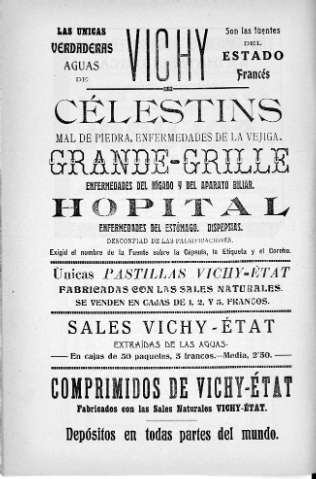 LAS UNICAS
VERDADERAS
AGUAS
DE
VICHY
Son las fuentes
DEL
ESTADO
Francés
CÉLESTINS
MAL DE PIEDRA, ENFERMEDADES DE LA VEJIGA.
GRANDE-GRILLE
ENFERMEDADES DEL HÍGADO Y DEL APARATO BILIAR.
HOPITAL
ENFERMEDADES DEL ESTÓMAGO. DISPEPSIAS.
DESCONFIAD DE LAS FALSIFICACIONES.
Exigid el nombre de la Fuente sobre la Cápsula, la Etiqueta y el Corcho.
Únicas PASTILLAS VICHY-ÉTAT
FABRICADAS CON LAS SALES NATURALES.
SE VENDEN EN CAJAS DE 1, 2, Y 5, FRANCOS.
SALES VICHY-ÉTAT
EXTRAÍDAS DE LAS AGUAS.
— En cajas de 50 paquetes, 5 francos.—Media, 2'50. —
COMPRIMIDOS DE VICHY-ÉTAT
Fabricados con las Sales Naturales VICHY-ÉTAT.
Depósitos en todas partes del mundo.